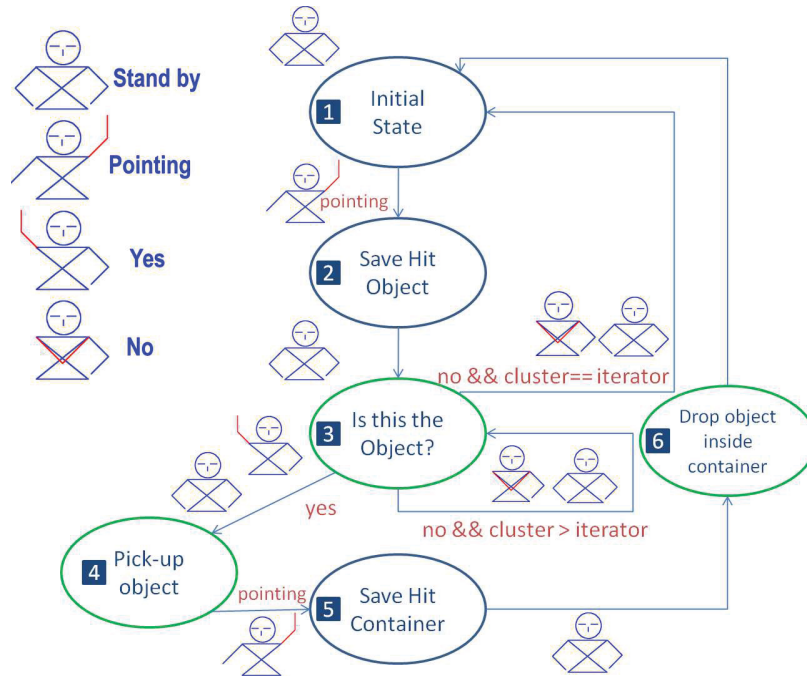 Stand by
Pointing
Yes
No
1
Initial
State
pointing
2
Save Hit
Object
no && cluster== iterator
3
Is this the
Object?
6
Drop object
inside
container
yes
no && cluster > iterator
4
Pick-up
object
pointing
5
Save Hit
Container